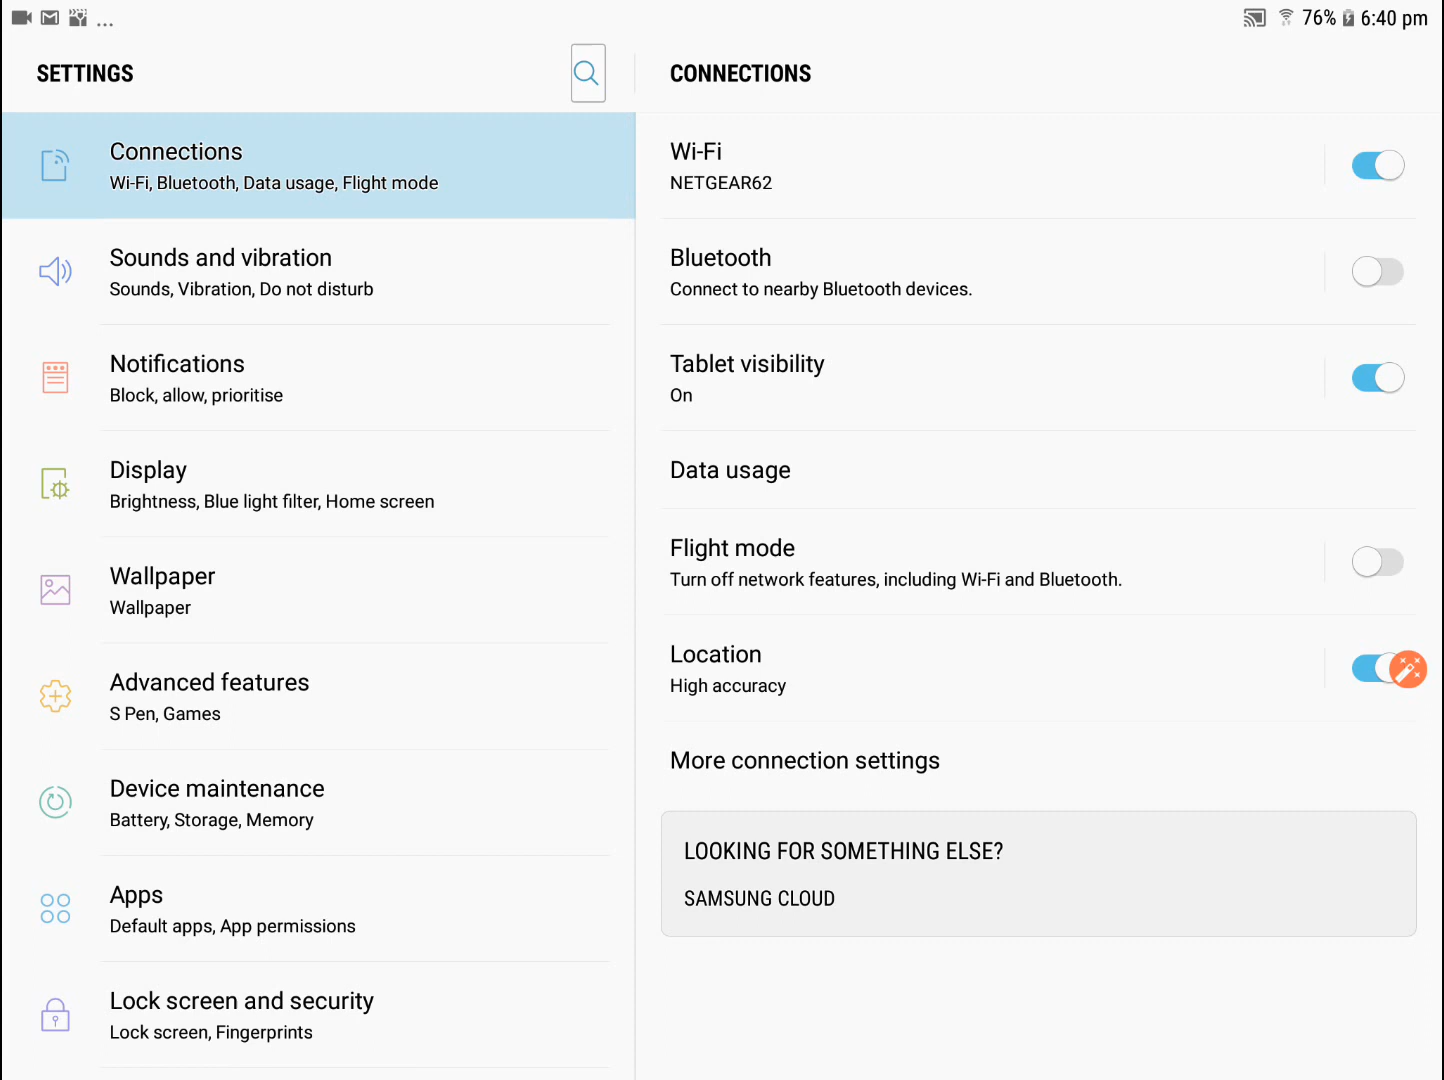 ...
76%
6:40 pm
SETTINGS
Connections
Wi-Fi, Bluetooth, Data usage, Flight mode
Sounds and vibration
Sounds, Vibration, Do not disturb
Notifications
Block, allow, prioritise
Display
Brightness, Blue light filter, Home screen
Wallpaper
Wallpaper
Advanced features
S Pen, Games
Device maintenance
Battery, Storage, Memory
Apps
Default apps, App permissions
Lock screen and security
Lock screen, Fingerprints
CONNECTIONS
Wi-Fi
NETGEAR62
Bluetooth
Connect to nearby Bluetooth devices.
Tablet visibility
On
Data usage
Flight mode
Turn off network features, including Wi-Fi and Bluetooth.
Location
High accuracy
More connection settings
LOOKING FOR SOMETHING ELSE?
SAMSUNG CLOUD